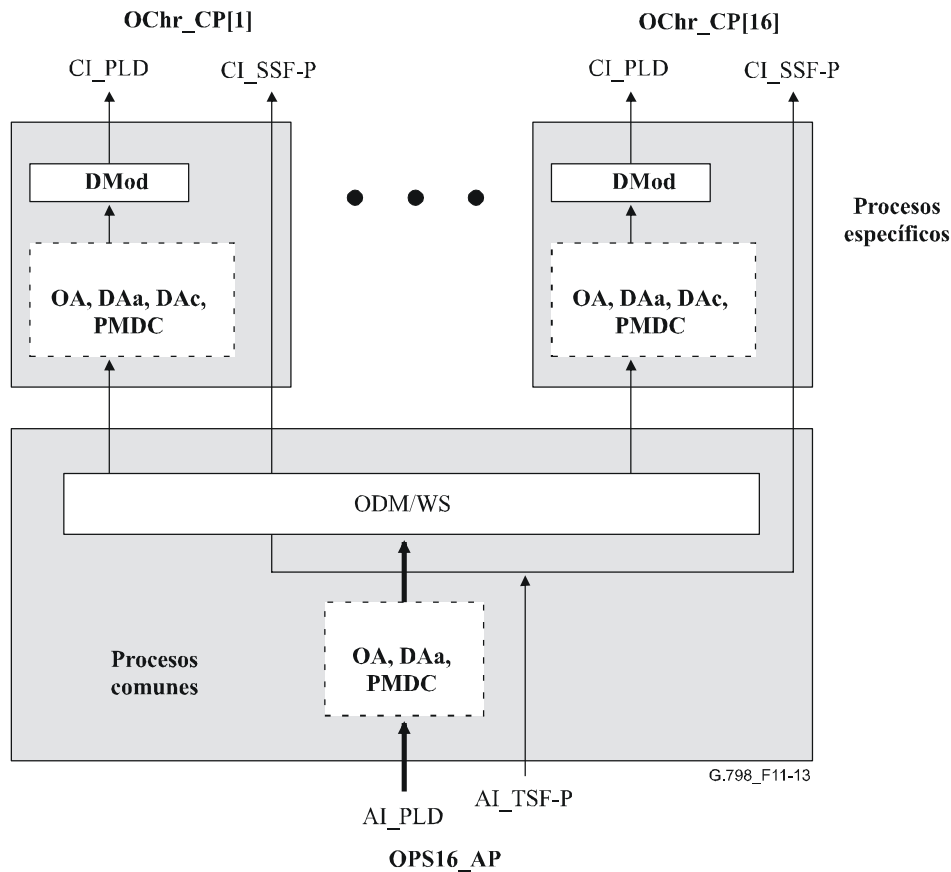 OChr_CP[1]
OChr_CP[16]
CI_PLD
CI_SSF-P
CI_PLD
CI_SSF-P
DMod
DMod
Procesos
específicos
OA, DAa, DAc,
PMDC
OA, DAa, DAc,
PMDC
ODM/WS
OA, DAa,
PMDC
Procesos
comunes
G.798_F11-13
AI_TSF-P
AI_PLD
OPS16_AP